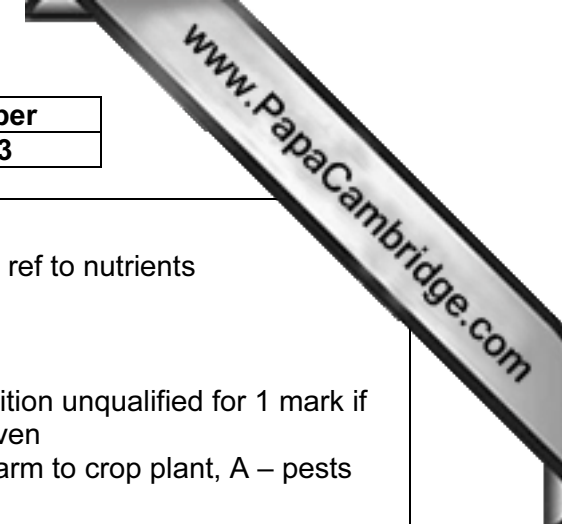 www.PapaCambridge.com
per
3
ref to nutrients
ition unqualified for 1 mark if
ven
arm to crop plant, A – pests